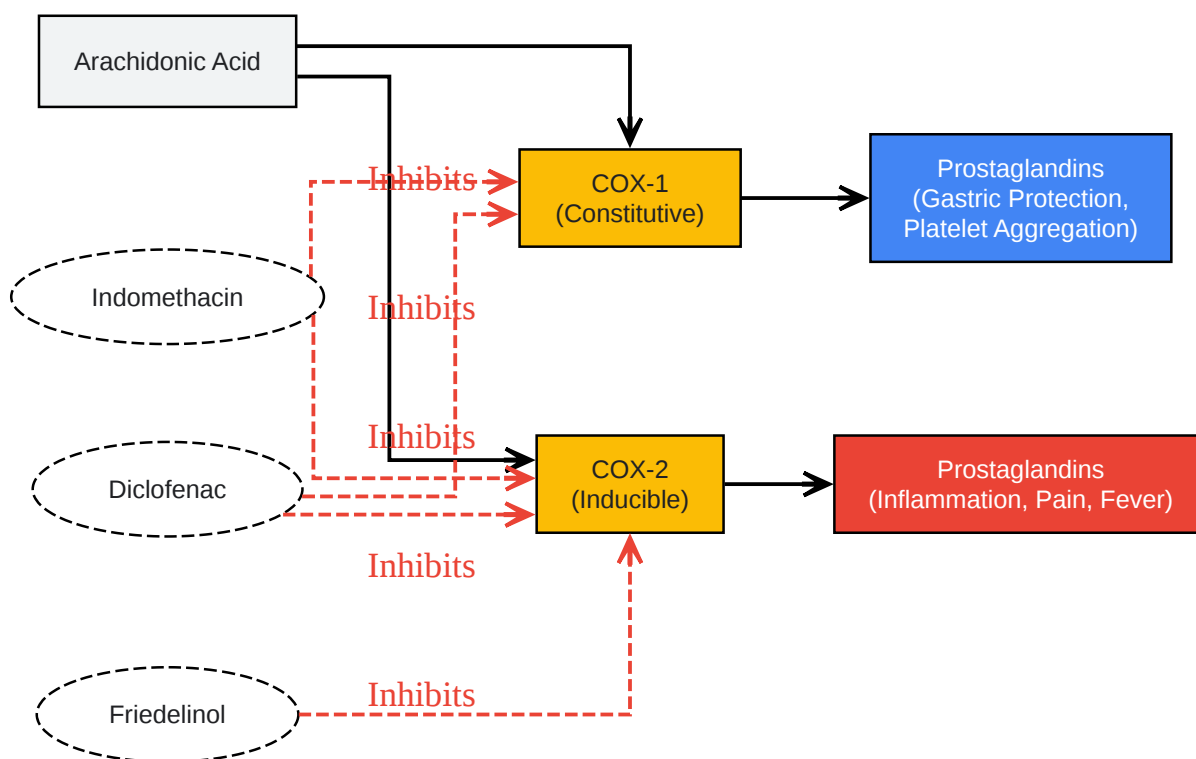 Arachidonic Acid
Inhibits
COX-1
(Constitutive)
Prostaglandins
(Gastric Protection,
Platelet Aggregation)
Indomethacin
Inhibits
Inhibits
COX-2
(Inducible)
Prostaglandins
(Inflammation, Pain, Fever)
Diclofenac
Inhibits
Inhibits
Friedelinol